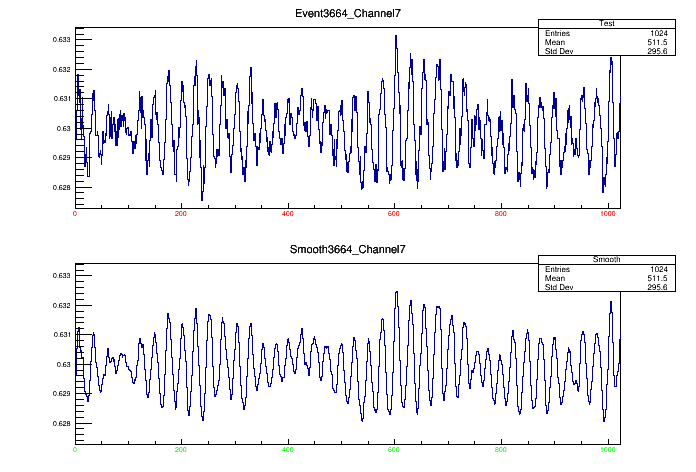 Event3664_Channel7
Test
Entries 1024
Mean 511.5
Std Dev 295.6
0.633
0.632
0.631
0.63
0.629
0.628
0 200 400 600 800 1000
Smooth3664_Channel7
Smooth
Entries 1024
Mean 511.5
Std Dev 295.6
0.633
0.632
0.631
0.63
0.629
0.628
0 200 400 600 800 1000